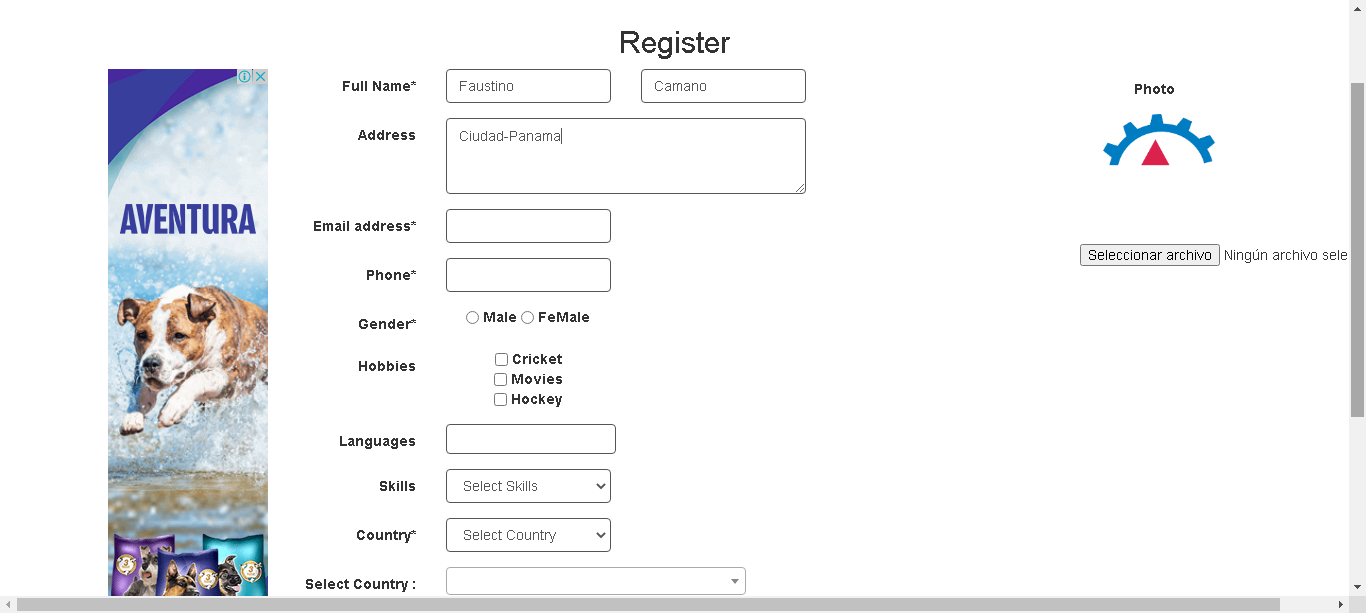 Register
Full Name* Faustino Camano
Photo
Address Ciudad-Panama
AVENTURA
Email address*
Seleccionar archivo Ningún archivo sele
Phone*
Gender* Male FeMale
Hobbies Cricket
Movies
Hockey
Languages
Skills Select Skills
Country* Select Country
Select Country :